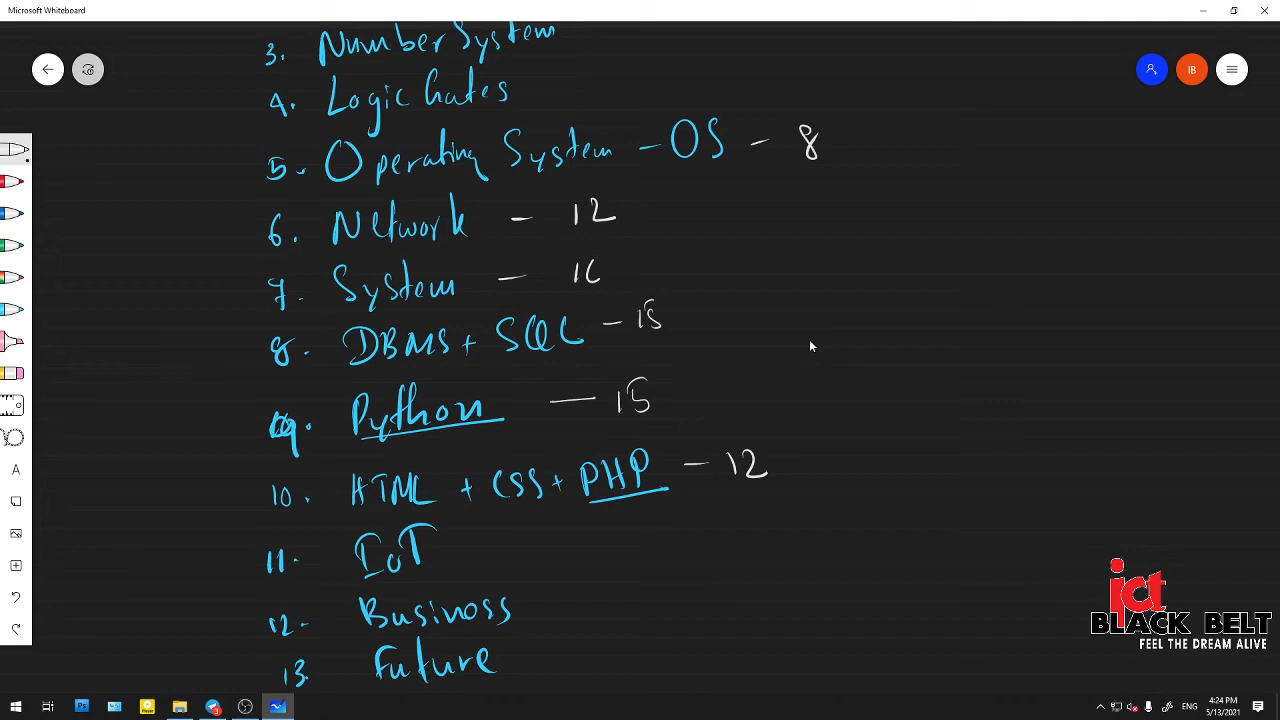 Microsoft Whiteboard
3. Number System
IB
4. Logic Gates
5. Operating System - OS - 8
6. Network - 12
7. System - 10
8. DBMS + SQL - 15
9. Python - 15
A
10. HTML + CSS + PHP - 12
11. IoT
12. Business
13. Future
ict
BLACK BELT
FEEL THE DREAM ALIVE
4:24 PM
5/13/2021